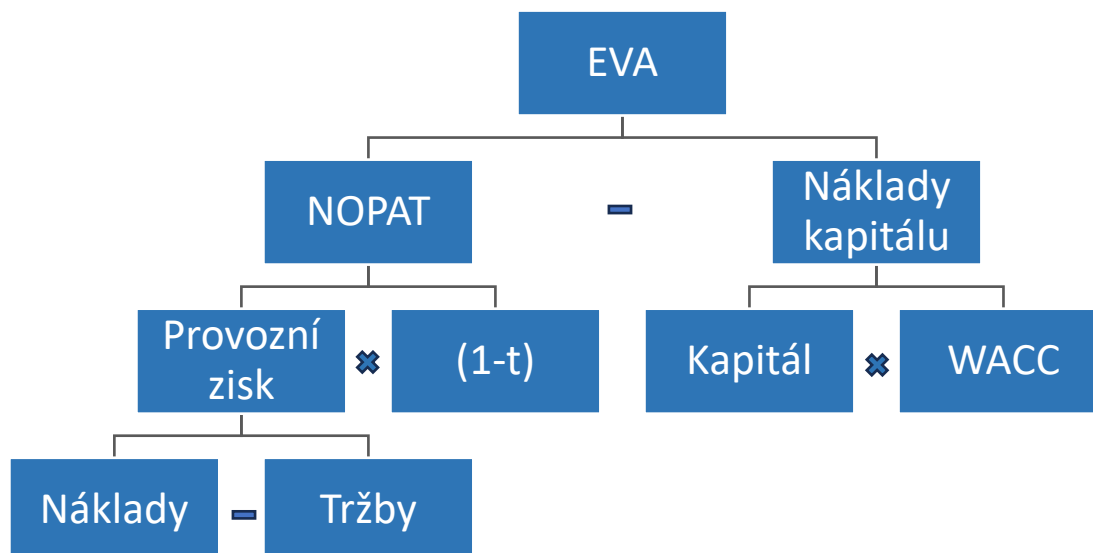 EVA
NOPAT
Náklady
kapitálu
Provozní
zisk
(1-t)
Kapitál
WACC
Náklady
Tržby